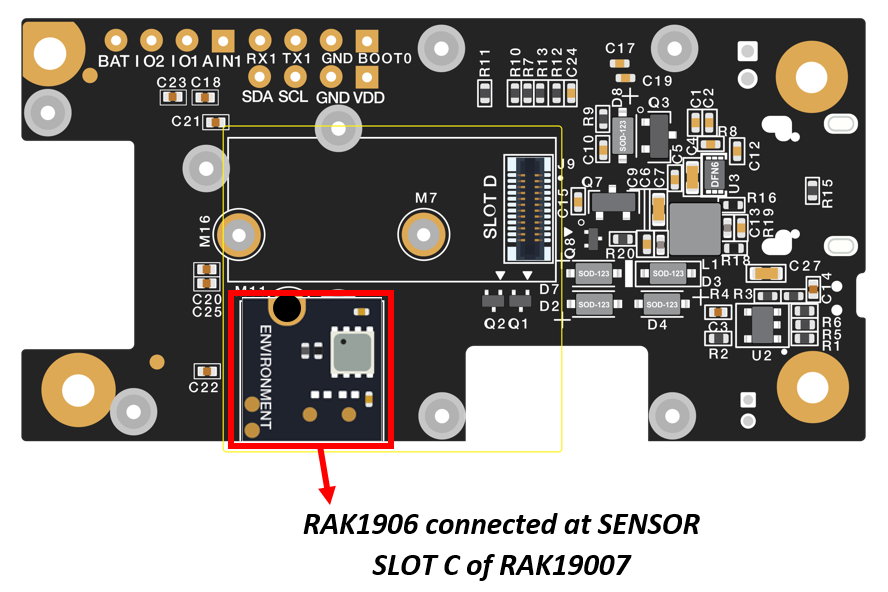 BAT IO2 IO1 AIN1 RX1 TX1 GND BOOT0
SDA SCL GND VDD
C23 C18
C21
R11
R10
R7
R13
R12
C24
C17
C19
D8
Q3
R9
C10
C1
C2
R8
C4
C5
C12
SOD-123
DFN6
U3
J9
SLOT D
C15
Q7
C9
C6
C7
R16
C13
R19
R15
M16
M7
Q8
R20
R18
L1
C27
C20
C25
M11
D7
SOD-123
SOD-123
D3
D2
SOD-123
SOD-123
D4
Q2 Q1
R4 R3
C14
C3
R2
U2
R6
R5
R1
C22
ENVIRONMENT
RAK1906 connected at SENSOR
SLOT C of RAK19007